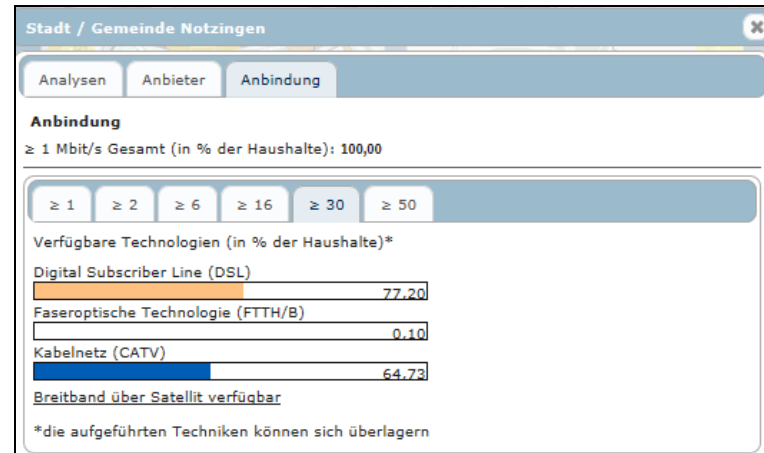 Stadt / Gemeinde Notzingen
Analysen Anbieter Anbindung
Anbindung
≥ 1 Mbit/s Gesamt (in % der Haushalte): 100,00
≥ 1 ≥ 2 ≥ 6 ≥ 16 ≥ 30 ≥ 50
Verfügbare Technologien (in % der Haushalte)*
Digital Subscriber Line (DSL)
77.20
Faseroptische Technologie (FTTH/B)
0.10
Kabelnetz (CATV)
64.73
Breitband über Satellit verfügbar
*die aufgeführten Techniken können sich überlagern